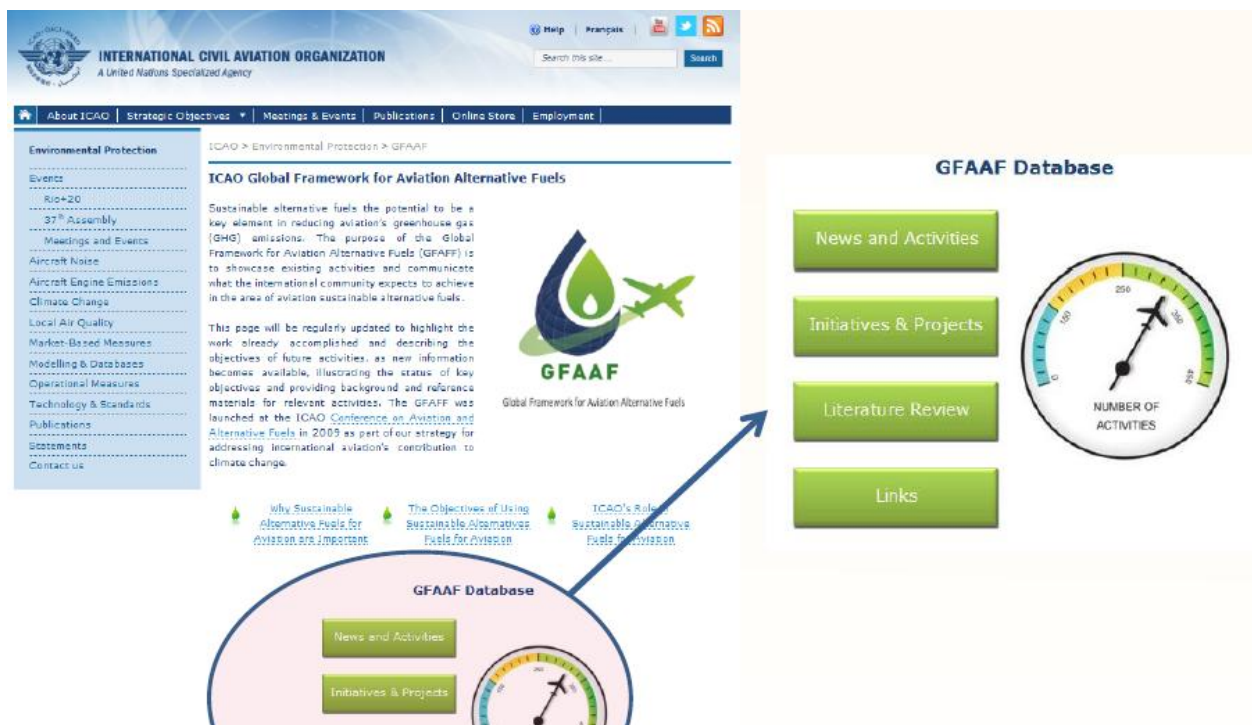 Help | Français |
INTERNATIONAL CIVIL AVIATION ORGANIZATION
A United Nations Specialized Agency
Search this site...
Search
About ICAO | Strategic Objectives | Meetings & Events | Publications | Online Store | Employment |
Environmental Protection
Events
Rio+20
37th Assembly
Meetings and Events
Aircraft Noise
Aircraft Engine Emissions
Climate Change
Local Air Quality
Market-Based Measures
Modelling & Databases
Operational Measures
Technology & Standards
Publications
Statements
Contact us
ICAO > Environmental Protection > GFAAF
ICAO Global Framework for Aviation Alternative Fuels
Sustainable alternative fuels the potential to be a
key element in reducing aviation's greenhouse gas
(GHG) emissions. The purpose of the Global
Framework for Aviation Alternative Fuels (GFAFF) is
to showcase existing activities and communicate
what the international community expects to achieve
in the area of aviation sustainable alternative fuels.
This page will be regularly updated to highlight the
work already accomplished and describing the
objectives of future activities, as new information
becomes available, illustrating the status of key
objectives and providing background and reference
materials for relevant activities. The GFAFF was
launched at the ICAO Conference on Aviation and
Alternative Fuels in 2009 as part of our strategy for
addressing international aviation's contribution to
climate change.
GFAAF
Global Framework for Aviation Alternative Fuels
Why Sustainable
Alternative Fuels for
Aviation are Important
The Objectives of Using
Sustainable Alternatives
Fuels for Aviation
ICAO's Role
Sustainable Alternative
Fuels for Aviation
GFAAF Database
News and Activities
Initiatives & Projects
GFAAF Database
News and Activities
Initiatives & Projects
Literature Review
Links
0
150
250
350
450
NUMBER OF
ACTIVITIES